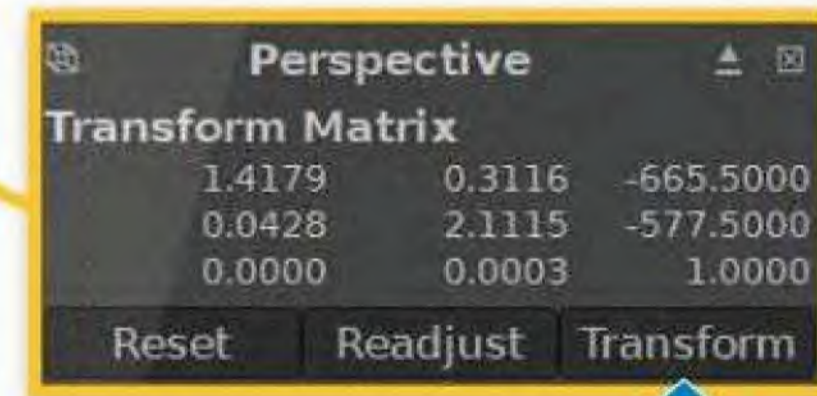 Perspective
Transform Matrix
1.4179 0.3116 -665.5000
0.0428 2.1115 -577.5000
0.0000 0.0003 1.0000
Reset Readjust Transform